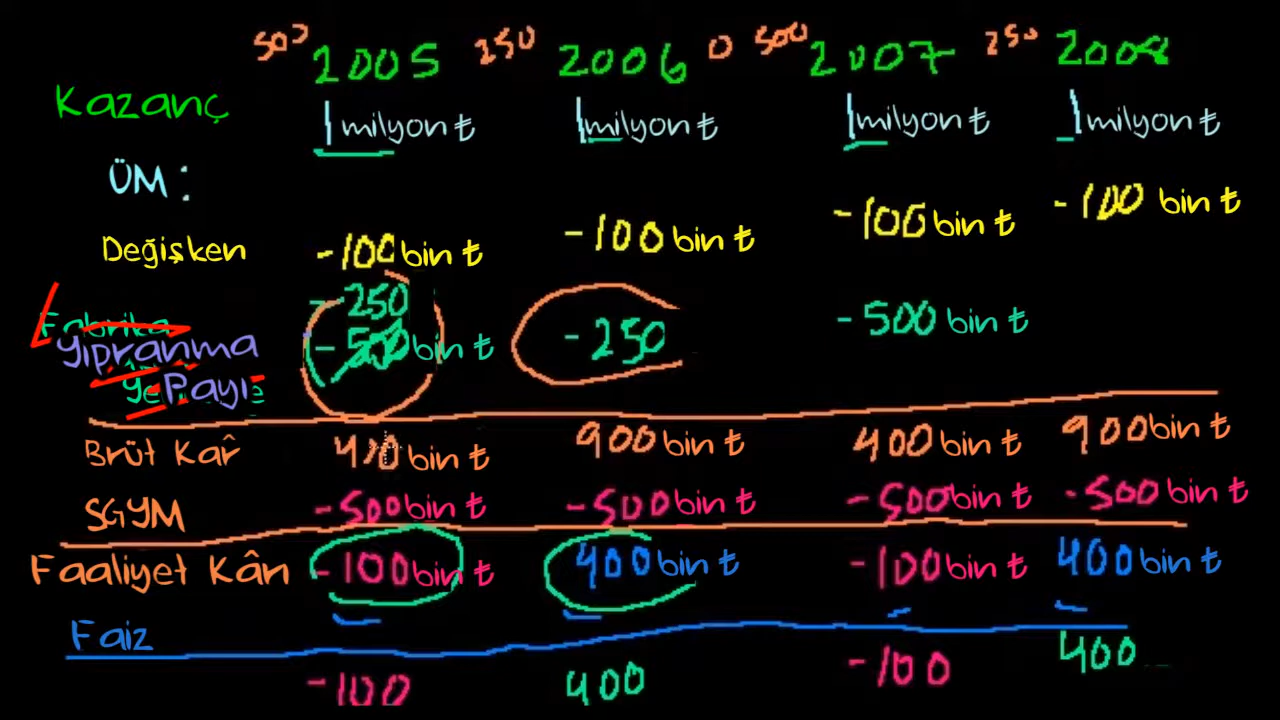 500 2005 250 2006 0 500 2007 250 2008
Kazanç 1 milyon ₺ 1 milyon ₺ 1 milyon ₺ 1 milyon ₺
ÜM:
Değişken -100 bin ₺ -100 bin ₺ -100 bin ₺ -100 bin ₺
-250
Fabrika -500 bin ₺ -250 -500 bin ₺
Yıpranma
Payı
Brüt Kâr 400 bin ₺ 900 bin ₺ 400 bin ₺ 900 bin ₺
SGYM -500 bin ₺ -500 bin ₺ -500 bin ₺ -500 bin ₺
Faaliyet Kârı -100 bin ₺ 400 bin ₺ -100 bin ₺ 400 bin ₺
Faiz
-100 400 -100 400